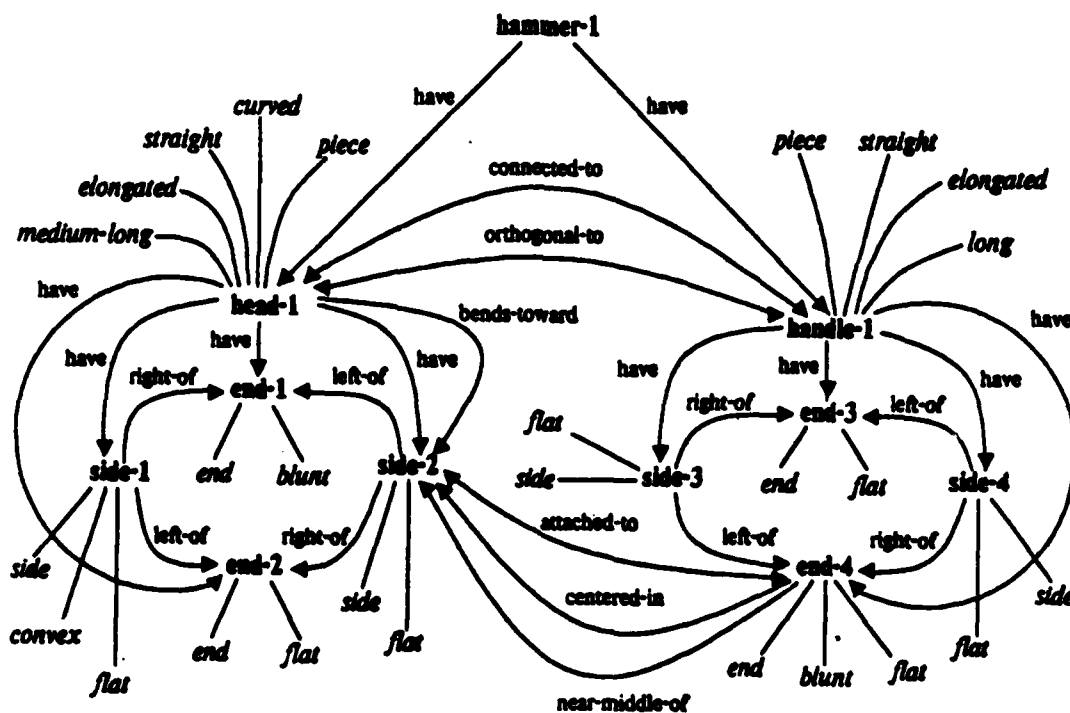 hammer-1
have
have
curved
straight
piece
elongated
medium-long
piece
straight
elongated
long
connected-to
orthogonal-to
have
head-1
bends-toward
handle-1
have
have
have
have
have
have
have
right-of
end-1
left-of
right-of
end-3
left-of
flat
side-1
end
blunt
side-2
side
side-3
end
flat
side-4
left-of
right-of
attached-to
left-of
right-of
side
end-2
side
centered-in
end-4
side
convex
end
flat
flat
flat
flat
end
blunt
flat
near-middle-of